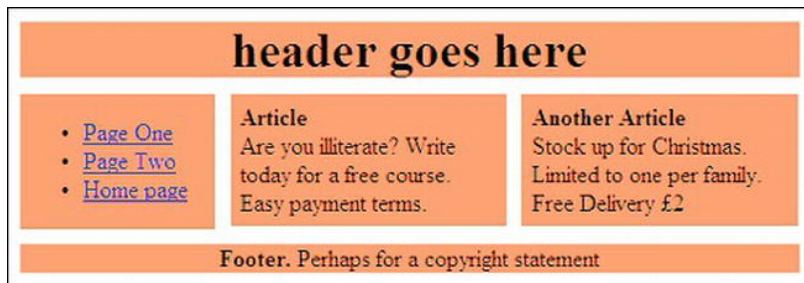 header goes here
• Page One
• Page Two
• Home page
Article
Are you illiterate? Write
today for a free course.
Easy payment terms.
Another Article
Stock up for Christmas.
Limited to one per family.
Free Delivery £2
Footer. Perhaps for a copyright statement